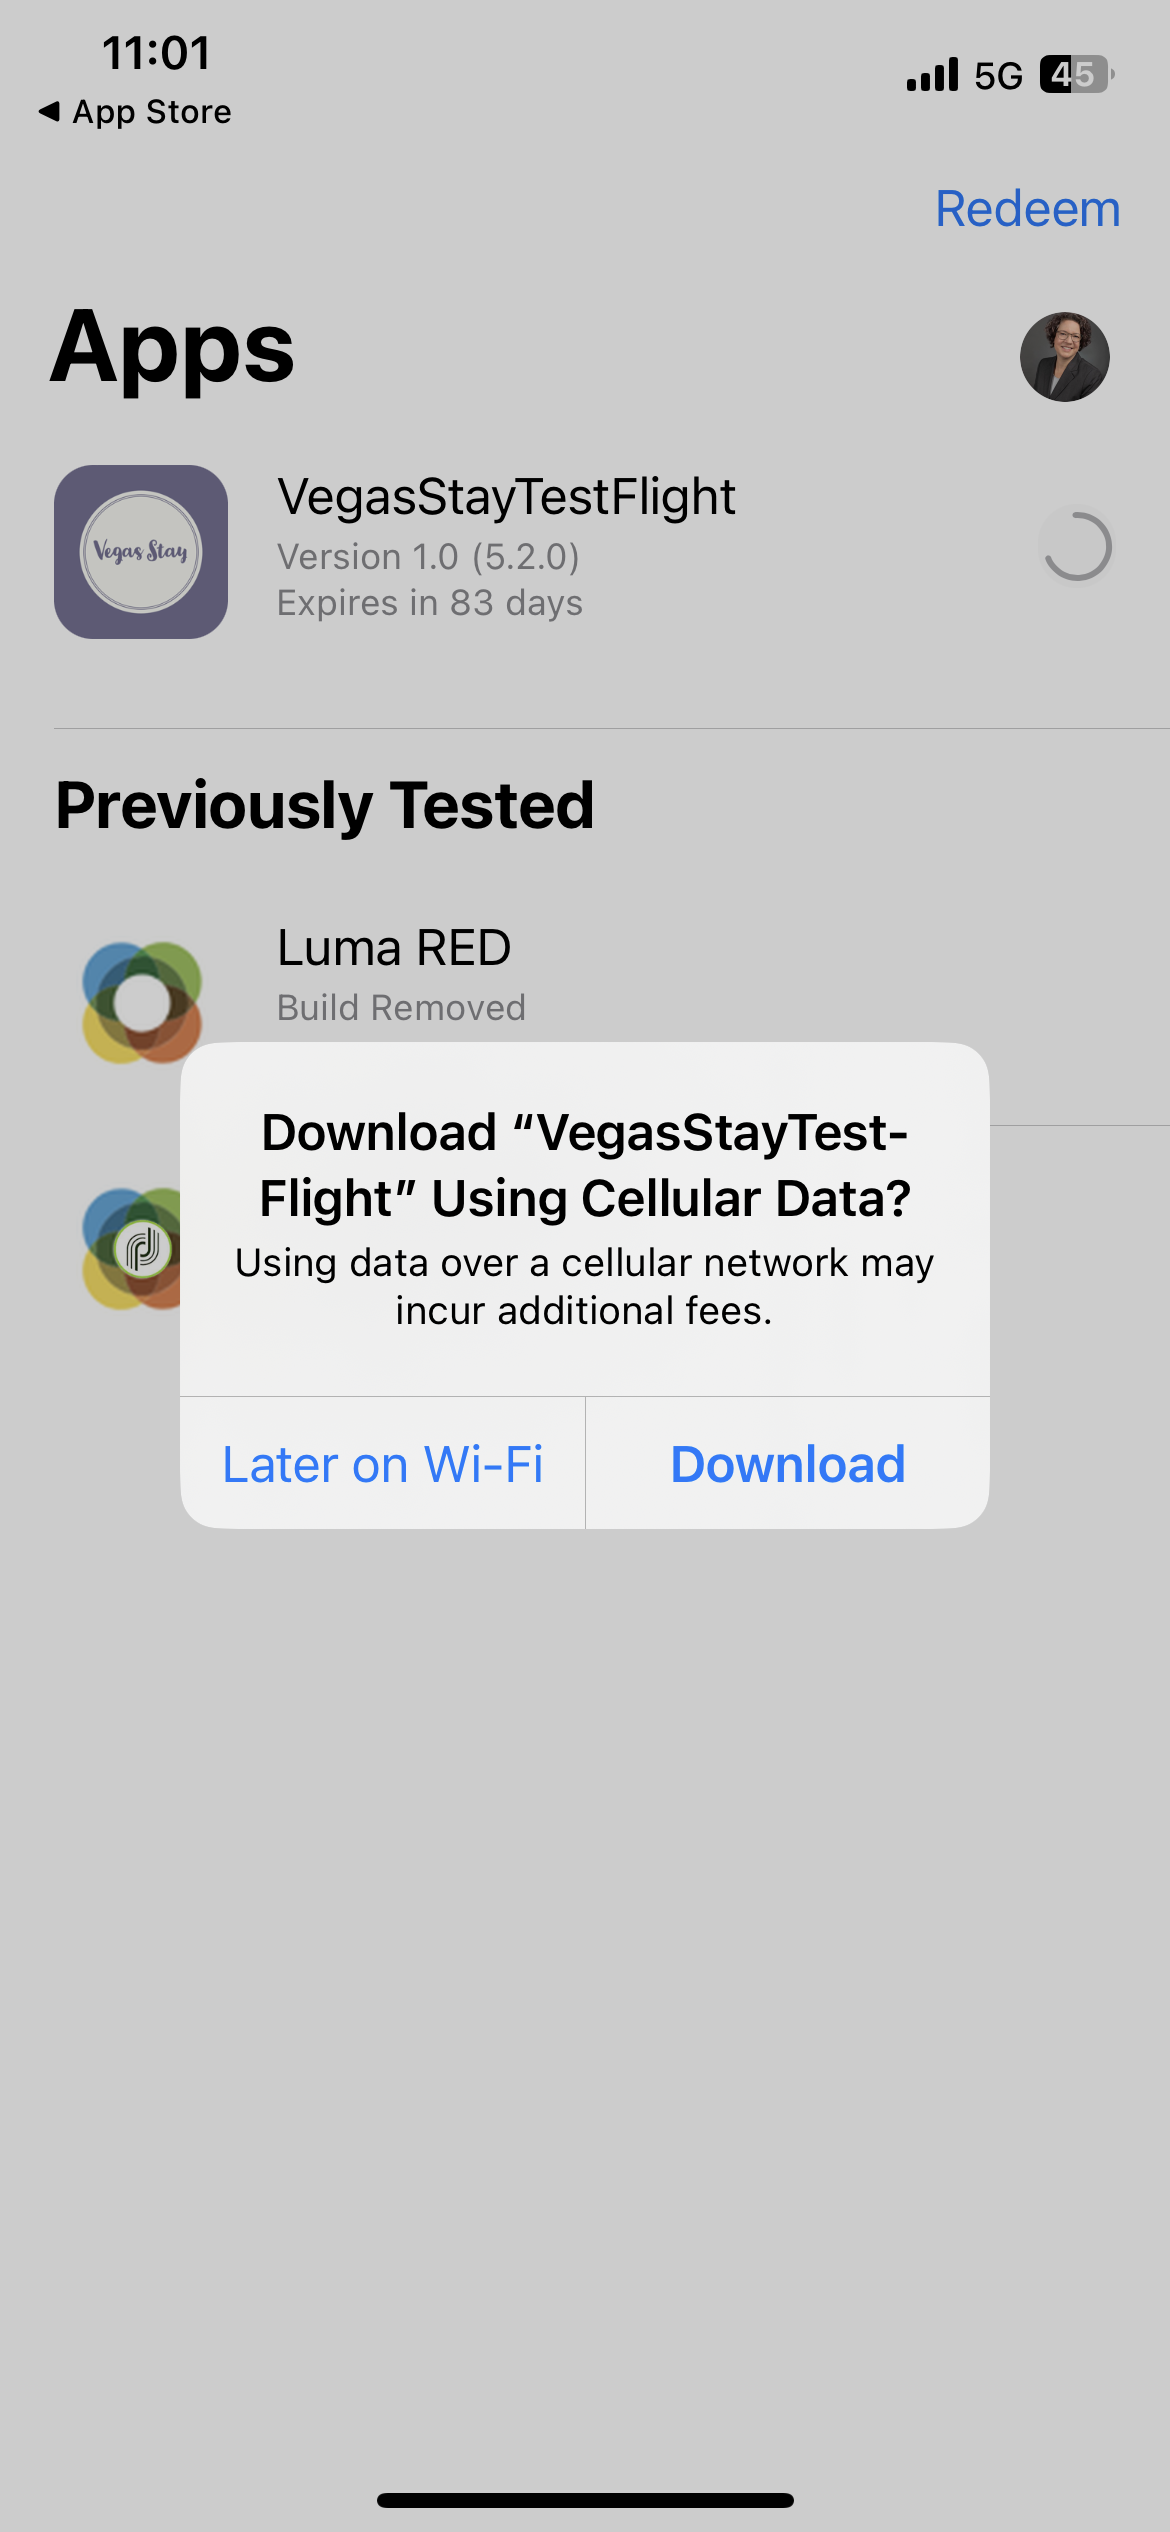 11:01
5G
45
◀ App Store
Redeem
Apps
Vegas Stay
VegasStayTestFlight
Version 1.0 (5.2.0)
Expires in 83 days
Previously Tested
Luma RED
Build Removed
Download “VegasStayTest-
Flight” Using Cellular Data?
Using data over a cellular network may
incur additional fees.
Later on Wi-Fi
Download